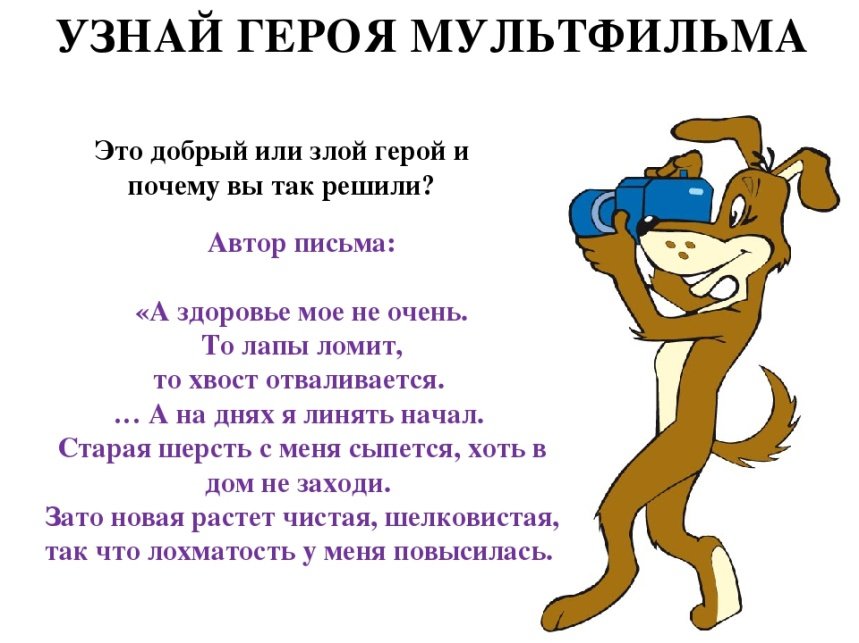 УЗНАЙ ГЕРОЯ МУЛЬТФИЛЬМА
Это добрый или злой герой и
почему вы так решили?
Автор письма:
«А здоровье мое не очень.
То лапы ломит,
то хвост отваливается.
… А на днях я линять начал.
Старая шерсть с меня сыпется, хоть в
дом не заходи.
Зато новая растет чистая, шелковистая,
так что лохматость у меня повысилась.